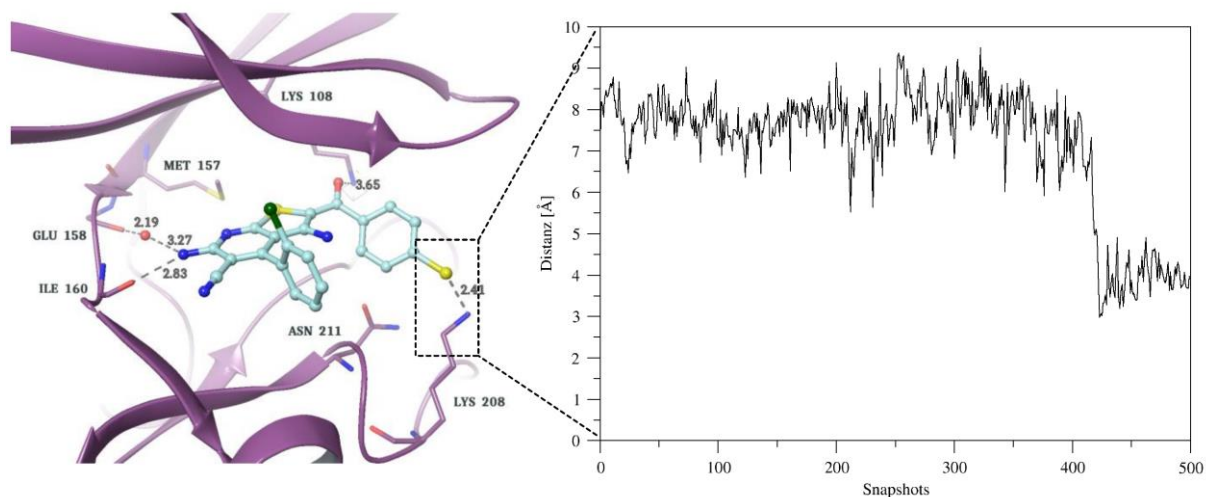 LYS 108
MET 157
3.65
2.19
GLU 158
3.27
2.83
ILE 160
2.41
ASN 211
LYS 208
10
9
8
7
6
5
4
3
2
1
0
Distanz [Å]
0
100
200
300
400
500
Snapshots